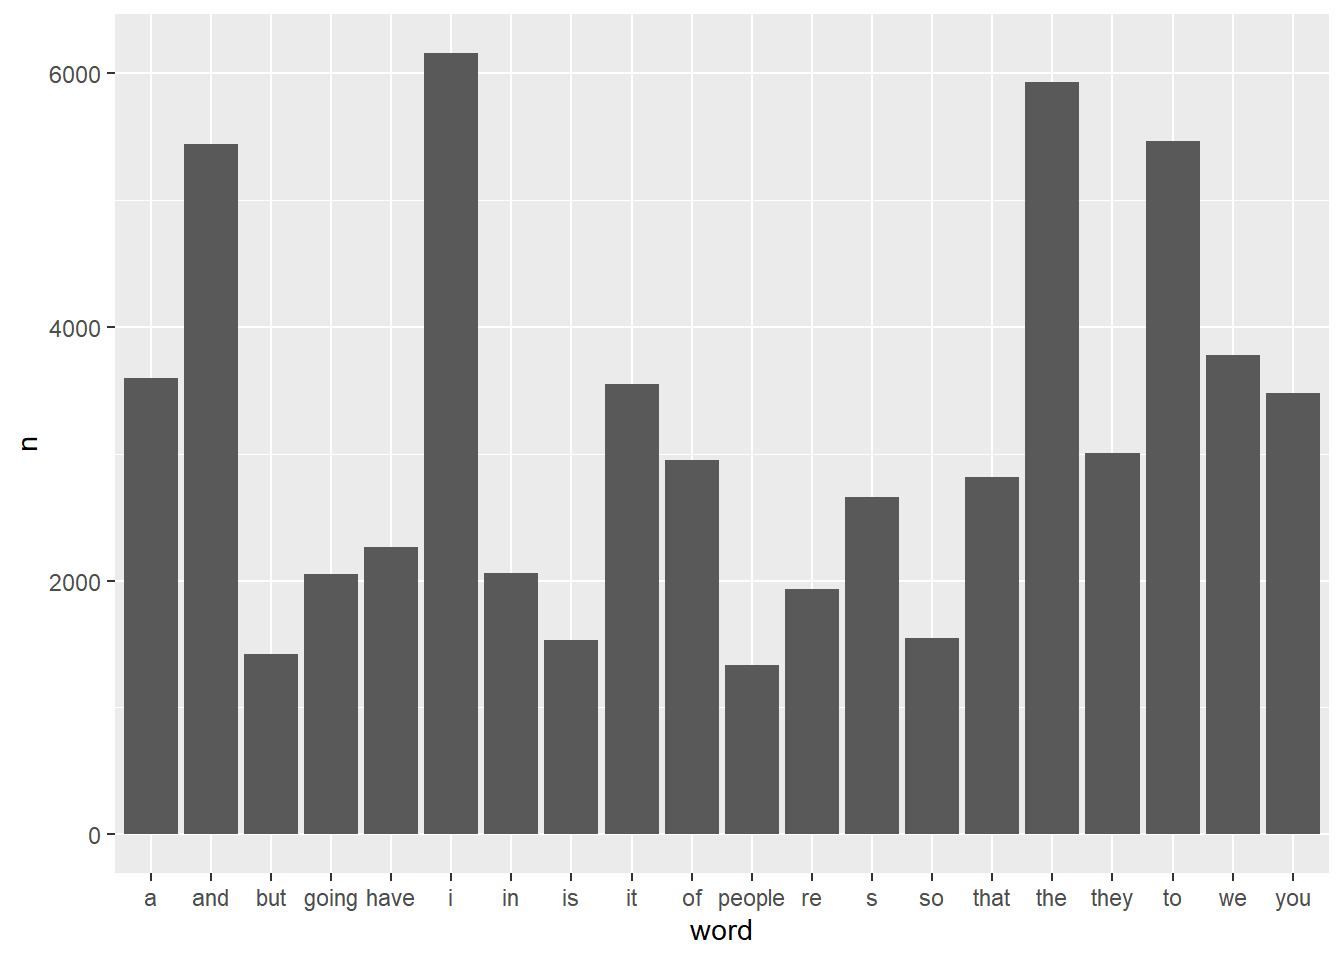 6000
4000
n
2000
0
a and but going have i in is it of people re s so that the they to we you
word